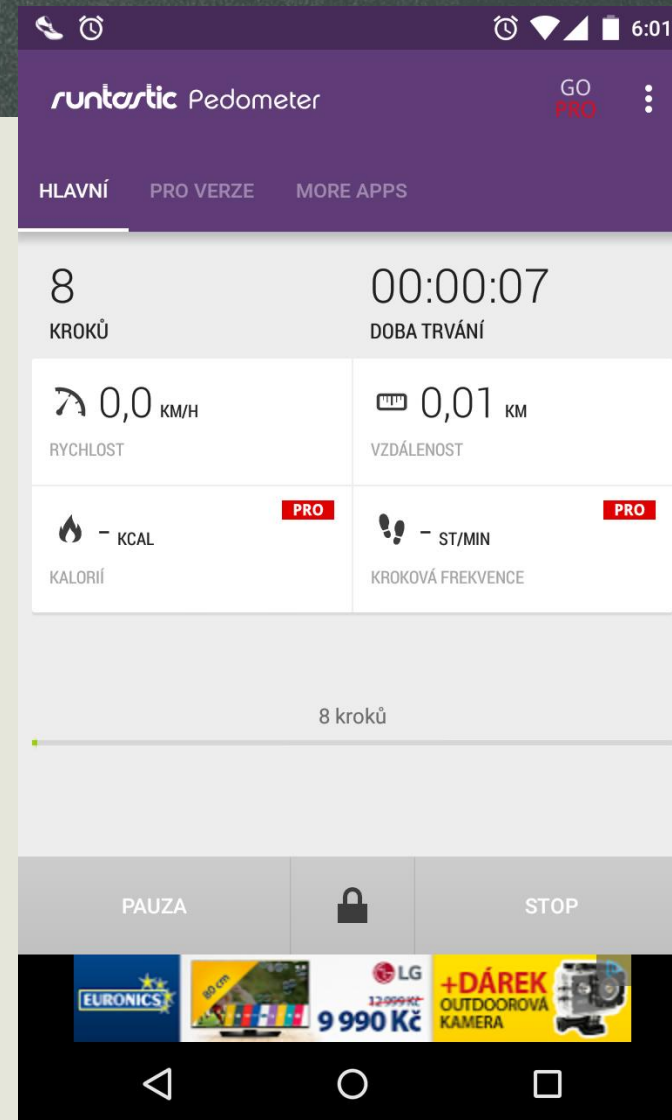 6:01
runtastic Pedometer
GO
PRO
HLAVNÍ PRO VERZE MORE APPS
8 00:00:07
KROKŮ DOBA TRVÁNÍ
0,0 KM/H 0,01 KM
RYCHLOST VZDÁLENOST
PRO PRO
- KCAL - ST/MIN
KALORIÍ KROKOVÁ FREKVENCE
8 kroků
PAUZA STOP
EURONICS
80 cm
LG
12 999 Kč
9 990 Kč
+DÁREK
OUTDOOROVÁ
KAMERA